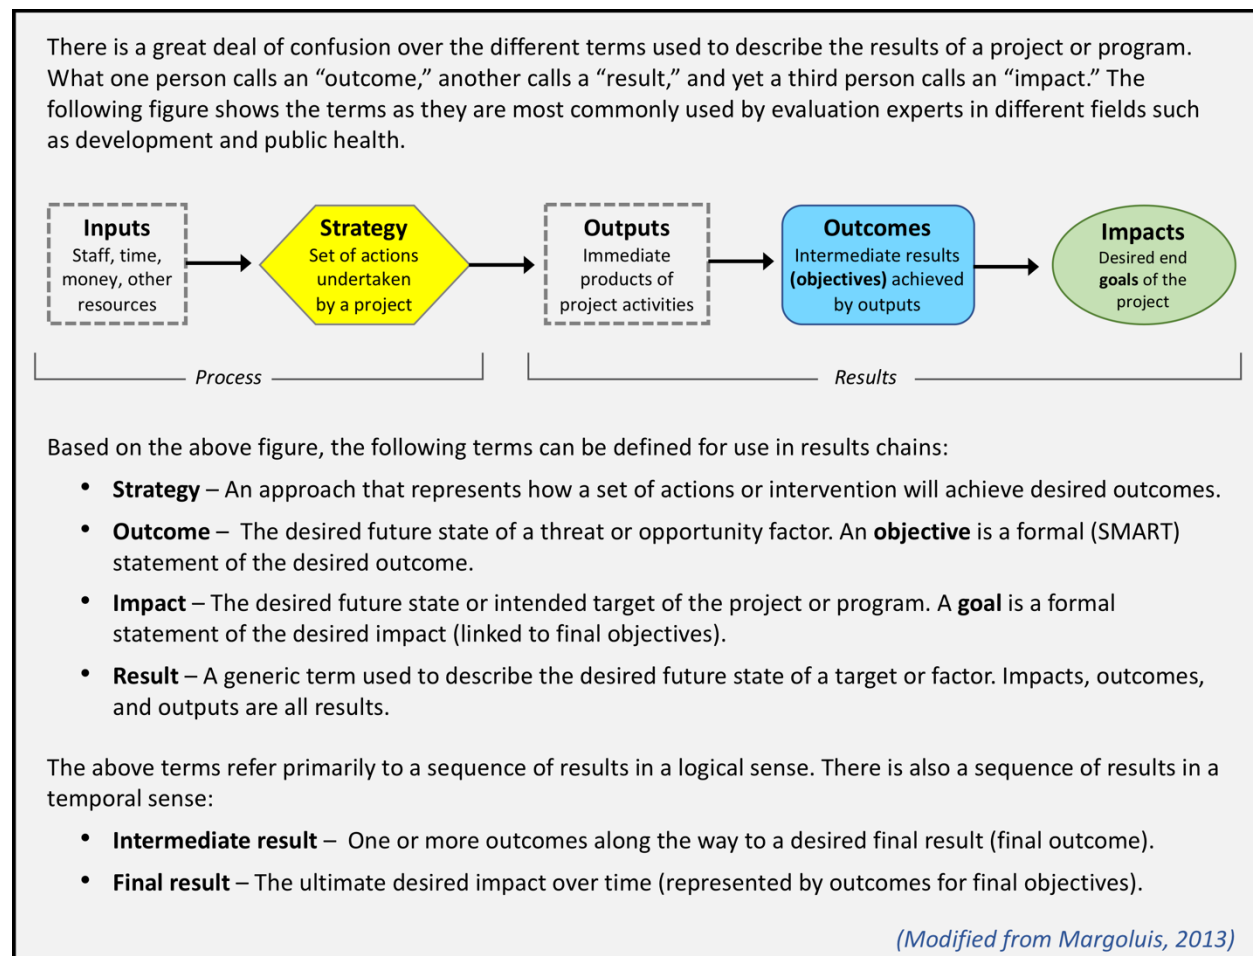 There is a great deal of confusion over the different terms used to describe the results of a project or program.
What one person calls an “outcome,” another calls a “result,” and yet a third person calls an “impact.” The
following figure shows the terms as they are most commonly used by evaluation experts in different fields such
as development and public health.
Inputs
Staff, time,
money, other
resources
Strategy
Set of actions
undertaken
by a project
Outputs
Immediate
products of
project activities
Outcomes
Intermediate results
(objectives) achieved
by outputs
Impacts
Desired end
goals of the
project
Process
Results
Based on the above figure, the following terms can be defined for use in results chains:
• Strategy – An approach that represents how a set of actions or intervention will achieve desired outcomes.
• Outcome – The desired future state of a threat or opportunity factor. An objective is a formal (SMART)
statement of the desired outcome.
• Impact – The desired future state or intended target of the project or program. A goal is a formal
statement of the desired impact (linked to final objectives).
• Result – A generic term used to describe the desired future state of a target or factor. Impacts, outcomes,
and outputs are all results.
The above terms refer primarily to a sequence of results in a logical sense. There is also a sequence of results in a
temporal sense:
• Intermediate result – One or more outcomes along the way to a desired final result (final outcome).
• Final result – The ultimate desired impact over time (represented by outcomes for final objectives).
(Modified from Margoluis, 2013)